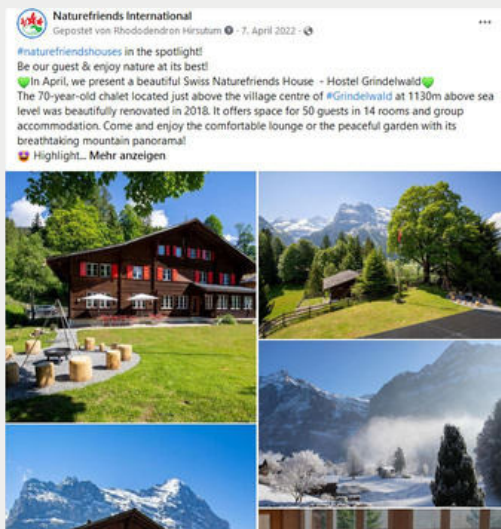 Naturefriends International
Gepostet von Rhododendron Hirsutum · 7. April 2022 ·
#naturefriendshouses in the spotlight!
Be our guest & enjoy nature at its best!
💚In April, we present a beautiful Swiss Naturefriends House - Hostel Grindelwald💚
The 70-year-old chalet located just above the village centre of #Grindelwald at 1130m above sea
level was beautifully renovated in 2018. It offers space for 50 guests in 14 rooms and group
accommodation. Come and enjoy the comfortable lounge or the peaceful garden with its
breathtaking mountain panorama!
🤩 Highlight... Mehr anzeigen